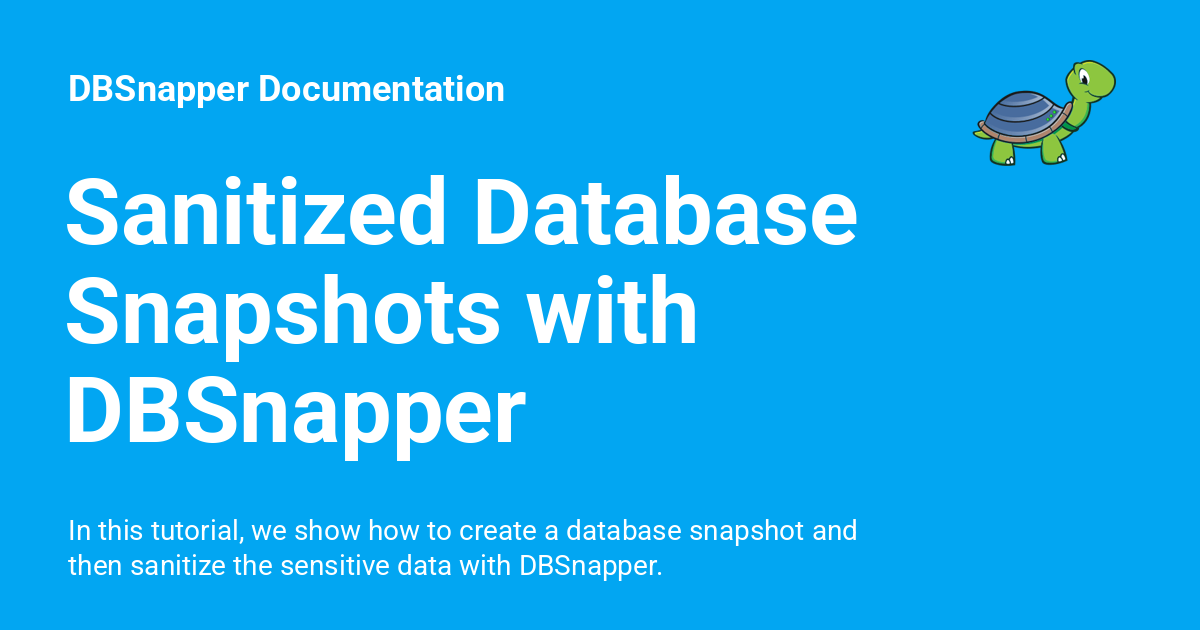 DBSnapper Documentation
Sanitized Database
Snapshots with
DBSnapper
In this tutorial, we show how to create a database snapshot and
then sanitize the sensitive data with DBSnapper.